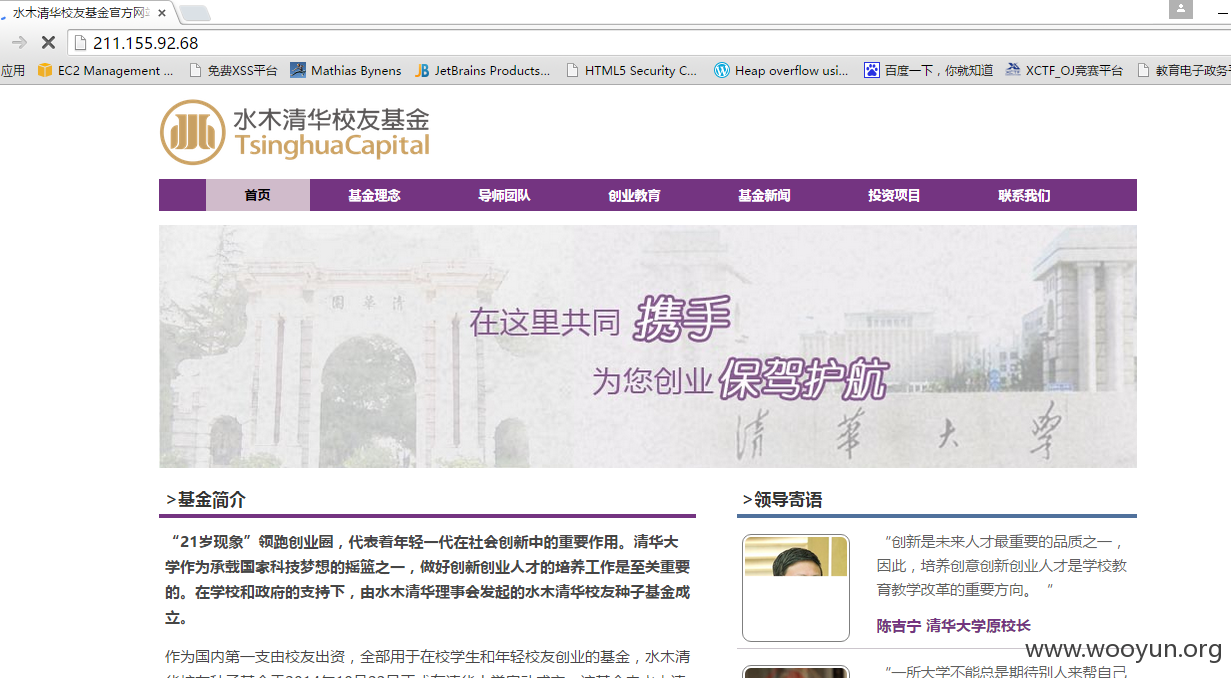 水木清华校友基金官方网站
211.155.92.68
应用 EC2 Management ... 免费XSS平台 Mathias Bynens JetBrains Products... HTML5 Security C... Heap overflow usi... 百度一下，你就知道 XCTF_OJ竞赛平台 教育电子政务
水木清华校友基金
TsinghuaCapital
首页 基金理念 导师团队 创业教育 基金新闻 投资项目 联系我们
園華清
在这里共同 携手
为您创业 保驾护航
清華大學
>基金简介
“21岁现象”领跑创业圈，代表着年轻一代在社会创新中的重要作用。清华大
学作为承载国家科技梦想的摇篮之一，做好创新创业人才的培养工作是至关重要
的。在学校和政府的支持下，由水木清华理事会发起的水木清华校友种子基金成
立。
作为国内第一支由校友出资，全部用于在校学生和年轻校友创业的基金，水木清
>领导寄语
“创新是未来人才最重要的品质之一，
因此，培养创意创新创业人才是学校教
育教学改革的重要方向。 ”
陈吉宁 清华大学原校长
“一所大学不能总是期待别人来帮自己
www.wooyun.org